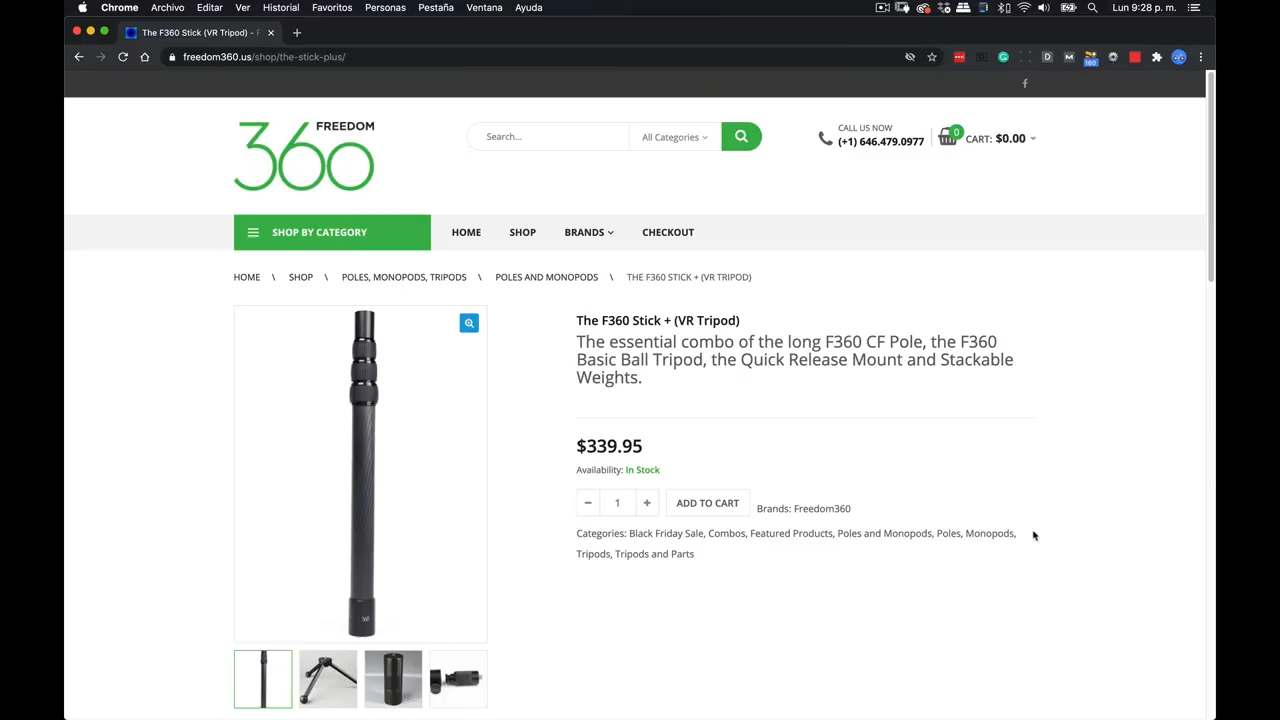 Chrome Archivo Editar Ver Historial Favoritos Personas Pestaña Ventana Ayuda Lun 9:28 p. m.
The F360 Stick (VR Tripod) - F
freedom360.us/shop/the-stick-plus/
160
360 FREEDOM
Search... All Categories
CALL US NOW
(+1) 646.479.0977
0
CART: $0.00
SHOP BY CATEGORY HOME SHOP BRANDS CHECKOUT
HOME \ SHOP \ POLES, MONOPODS, TRIPODS \ POLES AND MONOPODS \ THE F360 STICK + (VR TRIPOD)
The F360 Stick + (VR Tripod)
The essential combo of the long F360 CF Pole, the F360
Basic Ball Tripod, the Quick Release Mount and Stackable
Weights.
$339.95
Availability: In Stock
− 1 + ADD TO CART Brands: Freedom360
Categories: Black Friday Sale, Combos, Featured Products, Poles and Monopods, Poles, Monopods,
Tripods, Tripods and Parts
360